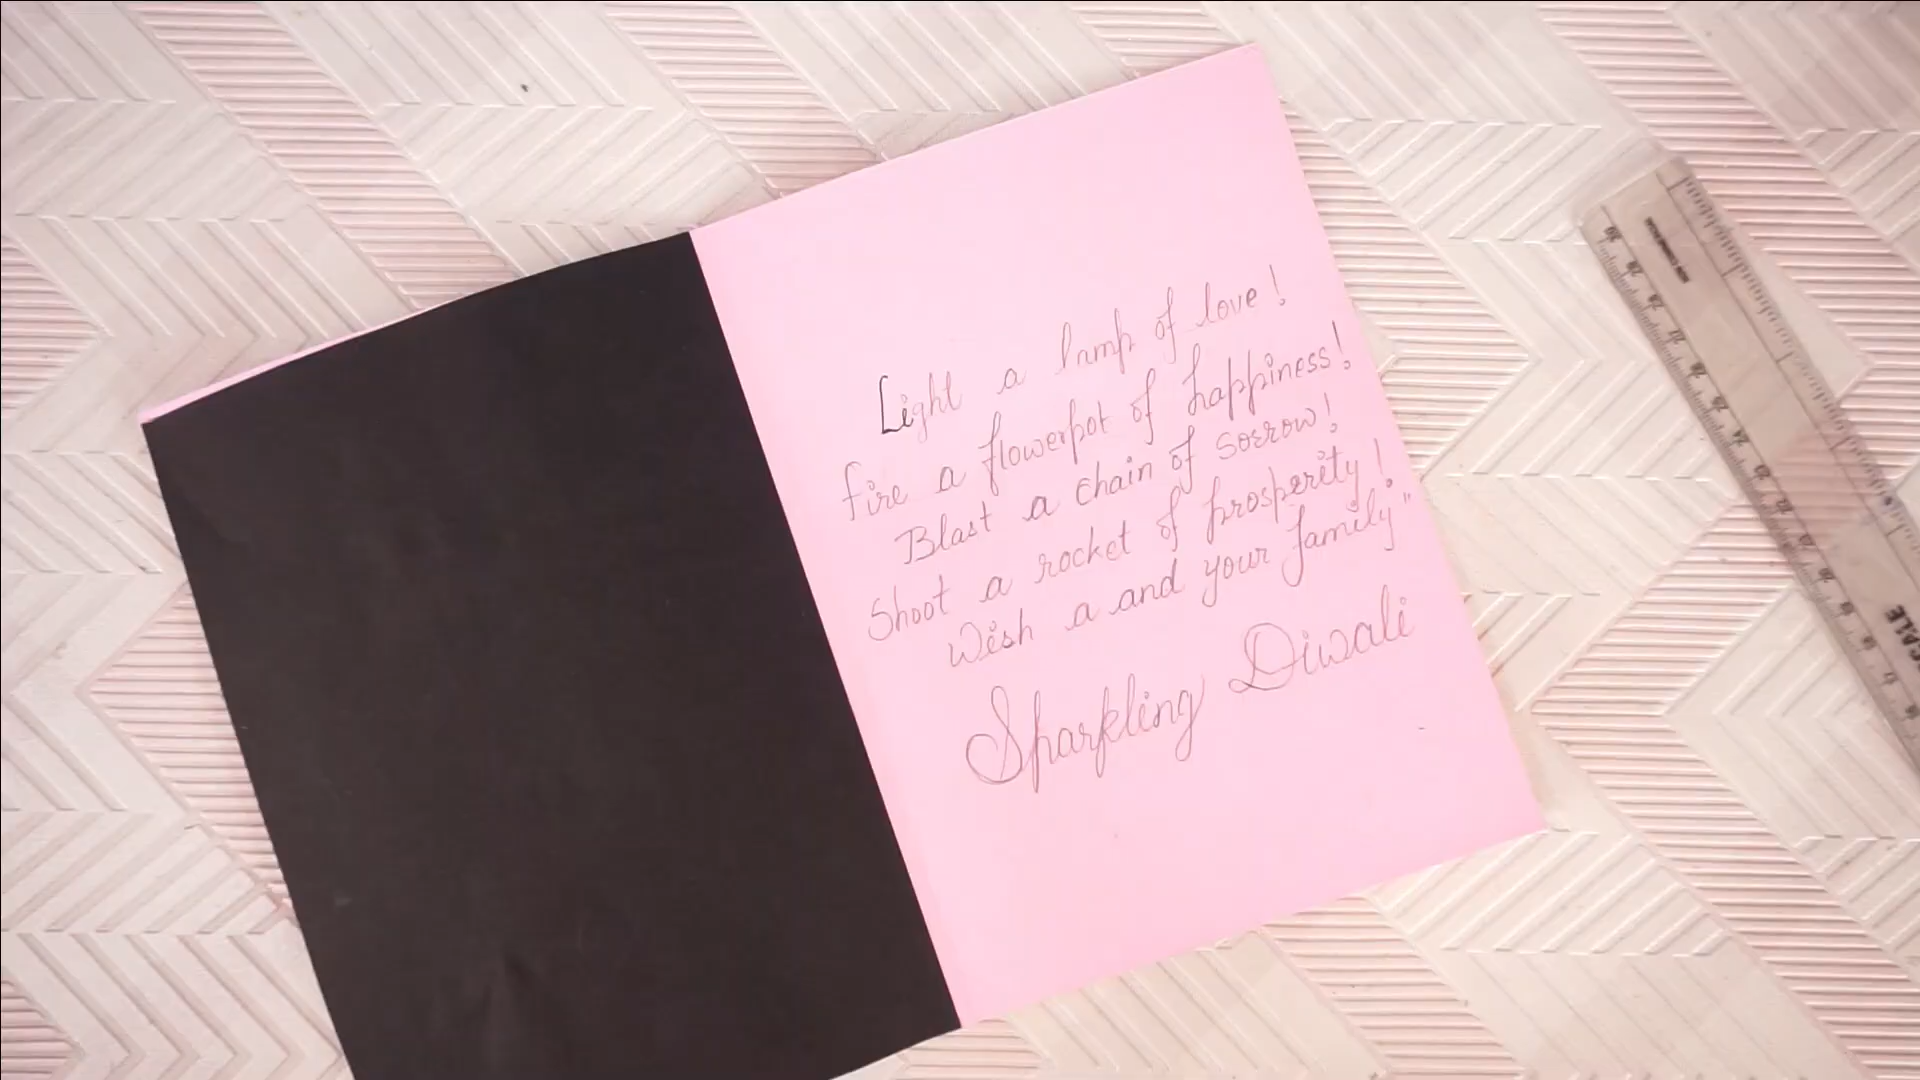 Light a lamp of love!
fire a flowerpot of happiness!
Blast a chain of sorrow!
Shoot a rocket of prosperity!
Wish a and your family"
Sparkling Diwali
SCALE